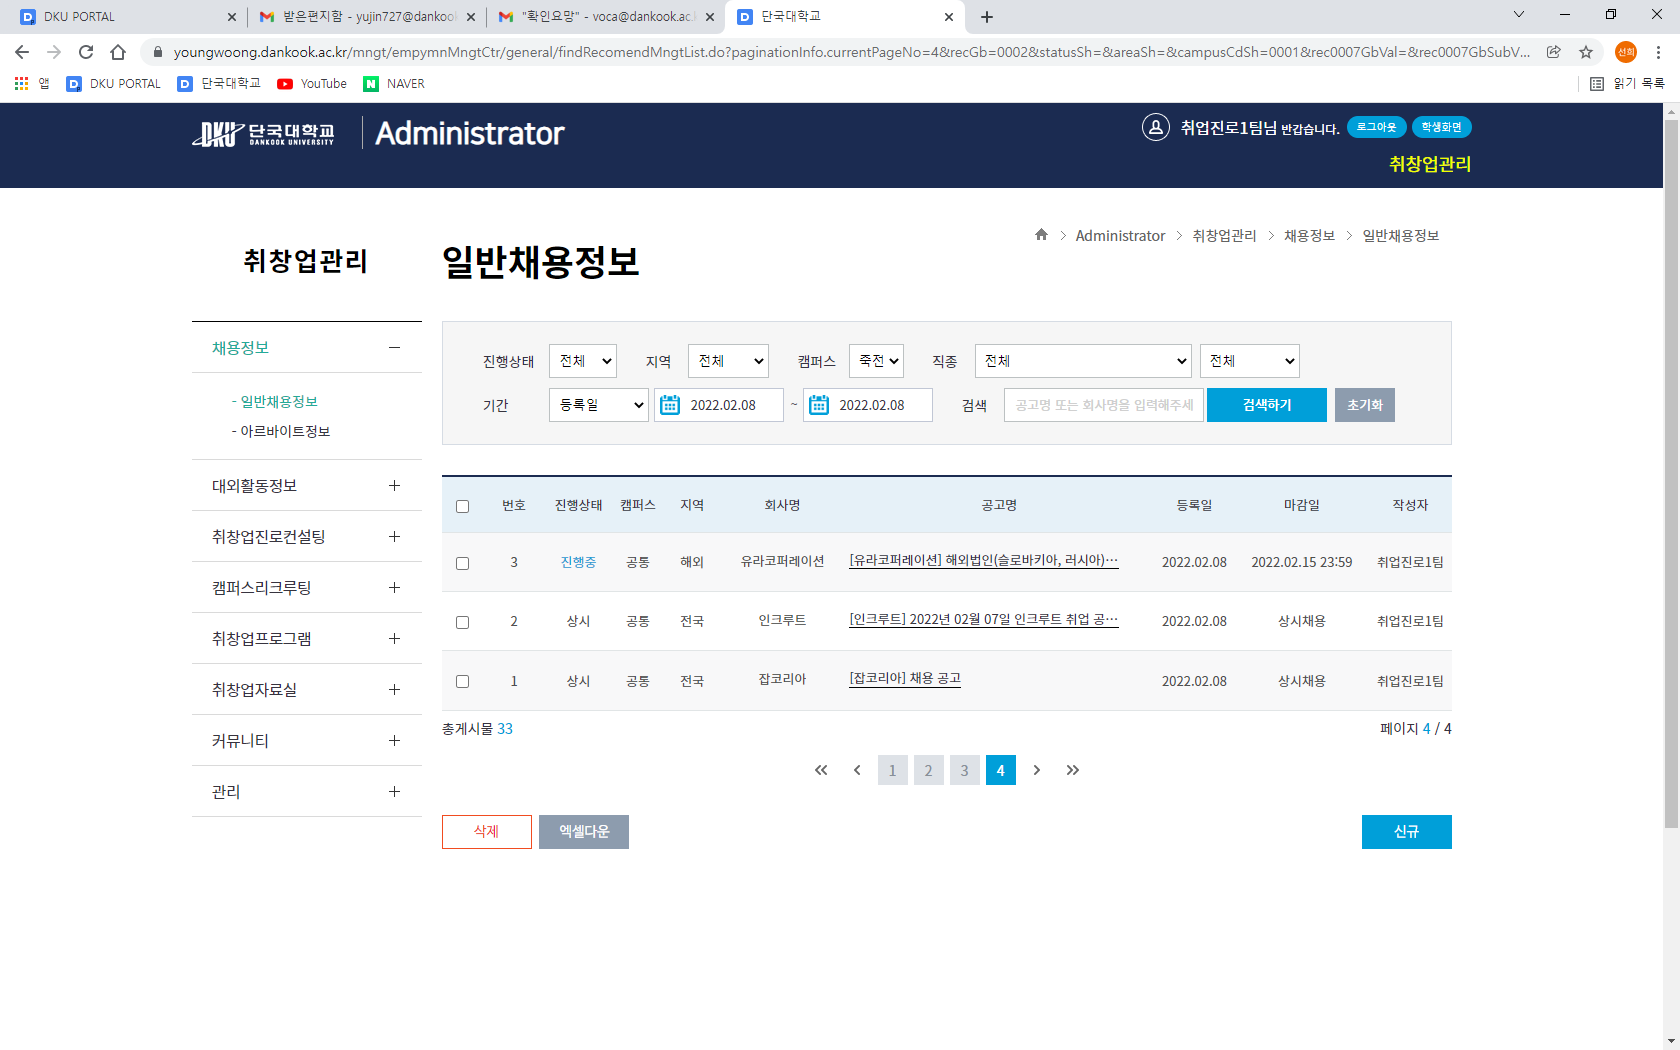 DKU PORTAL
받은편지함 - yujin727@dankook
"확인요망" - voca@dankook.ac.k
단국대학교
youngwoong.dankook.ac.kr/mngt/empymnMngtCtr/general/findRecomendMngtList.do?paginationInfo.currentPageNo=4&recGb=0002&statusSh=&areaSh=&campusCdSh=0001&rec0007GbVal=&rec0007GbSubV...
선희
앱
DKU PORTAL
단국대학교
YouTube
NAVER
읽기 목록
DKU 단국대학교
DANKOOK UNIVERSITY
Administrator
취업진로1팀님 반갑습니다.
로그아웃
학생화면
취창업관리
Administrator
취창업관리
채용정보
일반채용정보
취창업관리
일반채용정보
채용정보
- 일반채용정보
- 아르바이트정보
대외활동정보
취창업진로컨설팅
캠퍼스리크루팅
취창업프로그램
취창업자료실
커뮤니티
관리
진행상태 전체 지역 전체 캠퍼스 죽전 직종 전체 전체
기간 등록일 2022.02.08 ~ 2022.02.08 검색 공고명 또는 회사명을 입력해주세 검색하기 초기화
번호 진행상태 캠퍼스 지역 회사명 공고명 등록일 마감일 작성자
3 진행중 공통 해외 유라코퍼레이션 [유라코퍼레이션] 해외법인(슬로바키아, 러시아)… 2022.02.08 2022.02.15 23:59 취업진로1팀
2 상시 공통 전국 인크루트 [인크루트] 2022년 02월 07일 인크루트 취업 공… 2022.02.08 상시채용 취업진로1팀
1 상시 공통 전국 잡코리아 [잡코리아] 채용 공고 2022.02.08 상시채용 취업진로1팀
총게시물 33
페이지 4 / 4
1 2 3 4
삭제
엑셀다운
신규